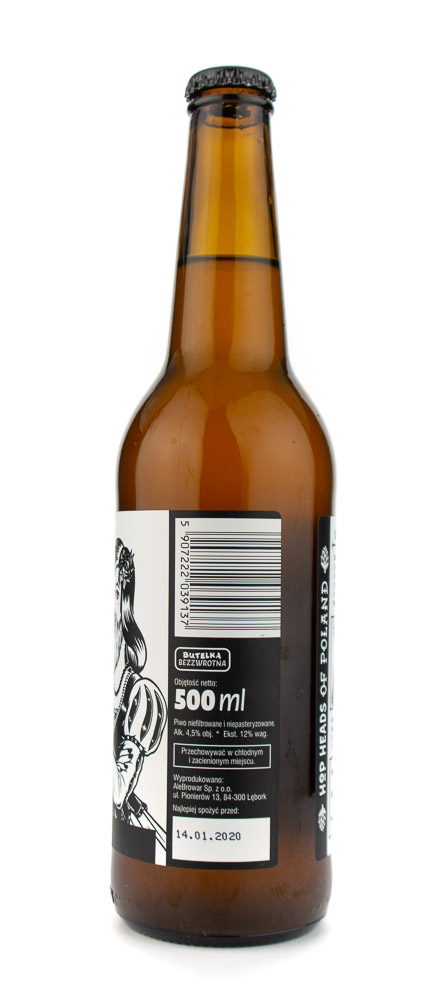 5 907222 039137
BUTELKA
BEZZWROTNA
Objętość netto:
500 ml
Piwo niefiltrowane i niepasteryzowane.
Alk. 4,5% obj. * Ekst. 12% wag.
Przechowywać w chłodnym
i zacienionym miejscu.
Wyprodukowano:
AleBrowar Sp. z o.o.
ul. Pionierów 13, 84-300 Lębork
Najlepiej spożyć przed:
14.01.2020
HOP HEADS OF POLAND